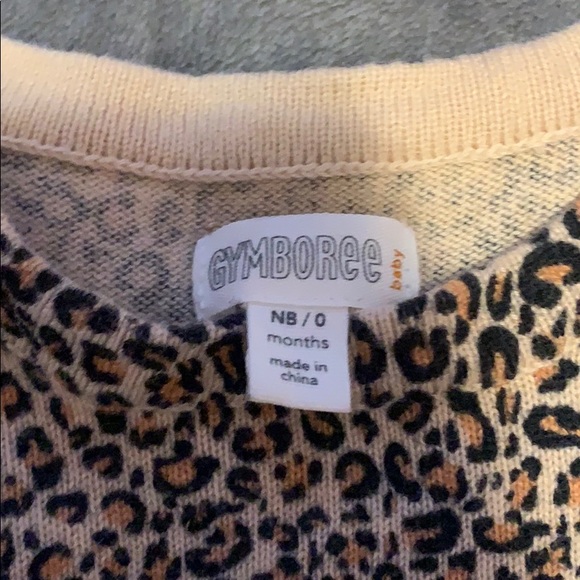 GYMBOREE
baby
NB / 0
months
made in
china